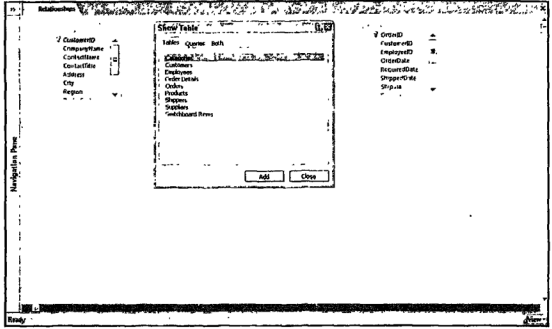 Relationships
CustomerID
CompanyName
ContactName
ContactTitle
Address
City
Region
Show Table
Tables Queries Both
Categories
Customers
Employees
Order Details
Orders
Products
Shippers
Suppliers
Switchboard Items
Add Close
OrderID
CustomerID
EmployeeID
OrderDate
RequiredDate
ShippedDate
ShipVia
Navigation Pane
Ready